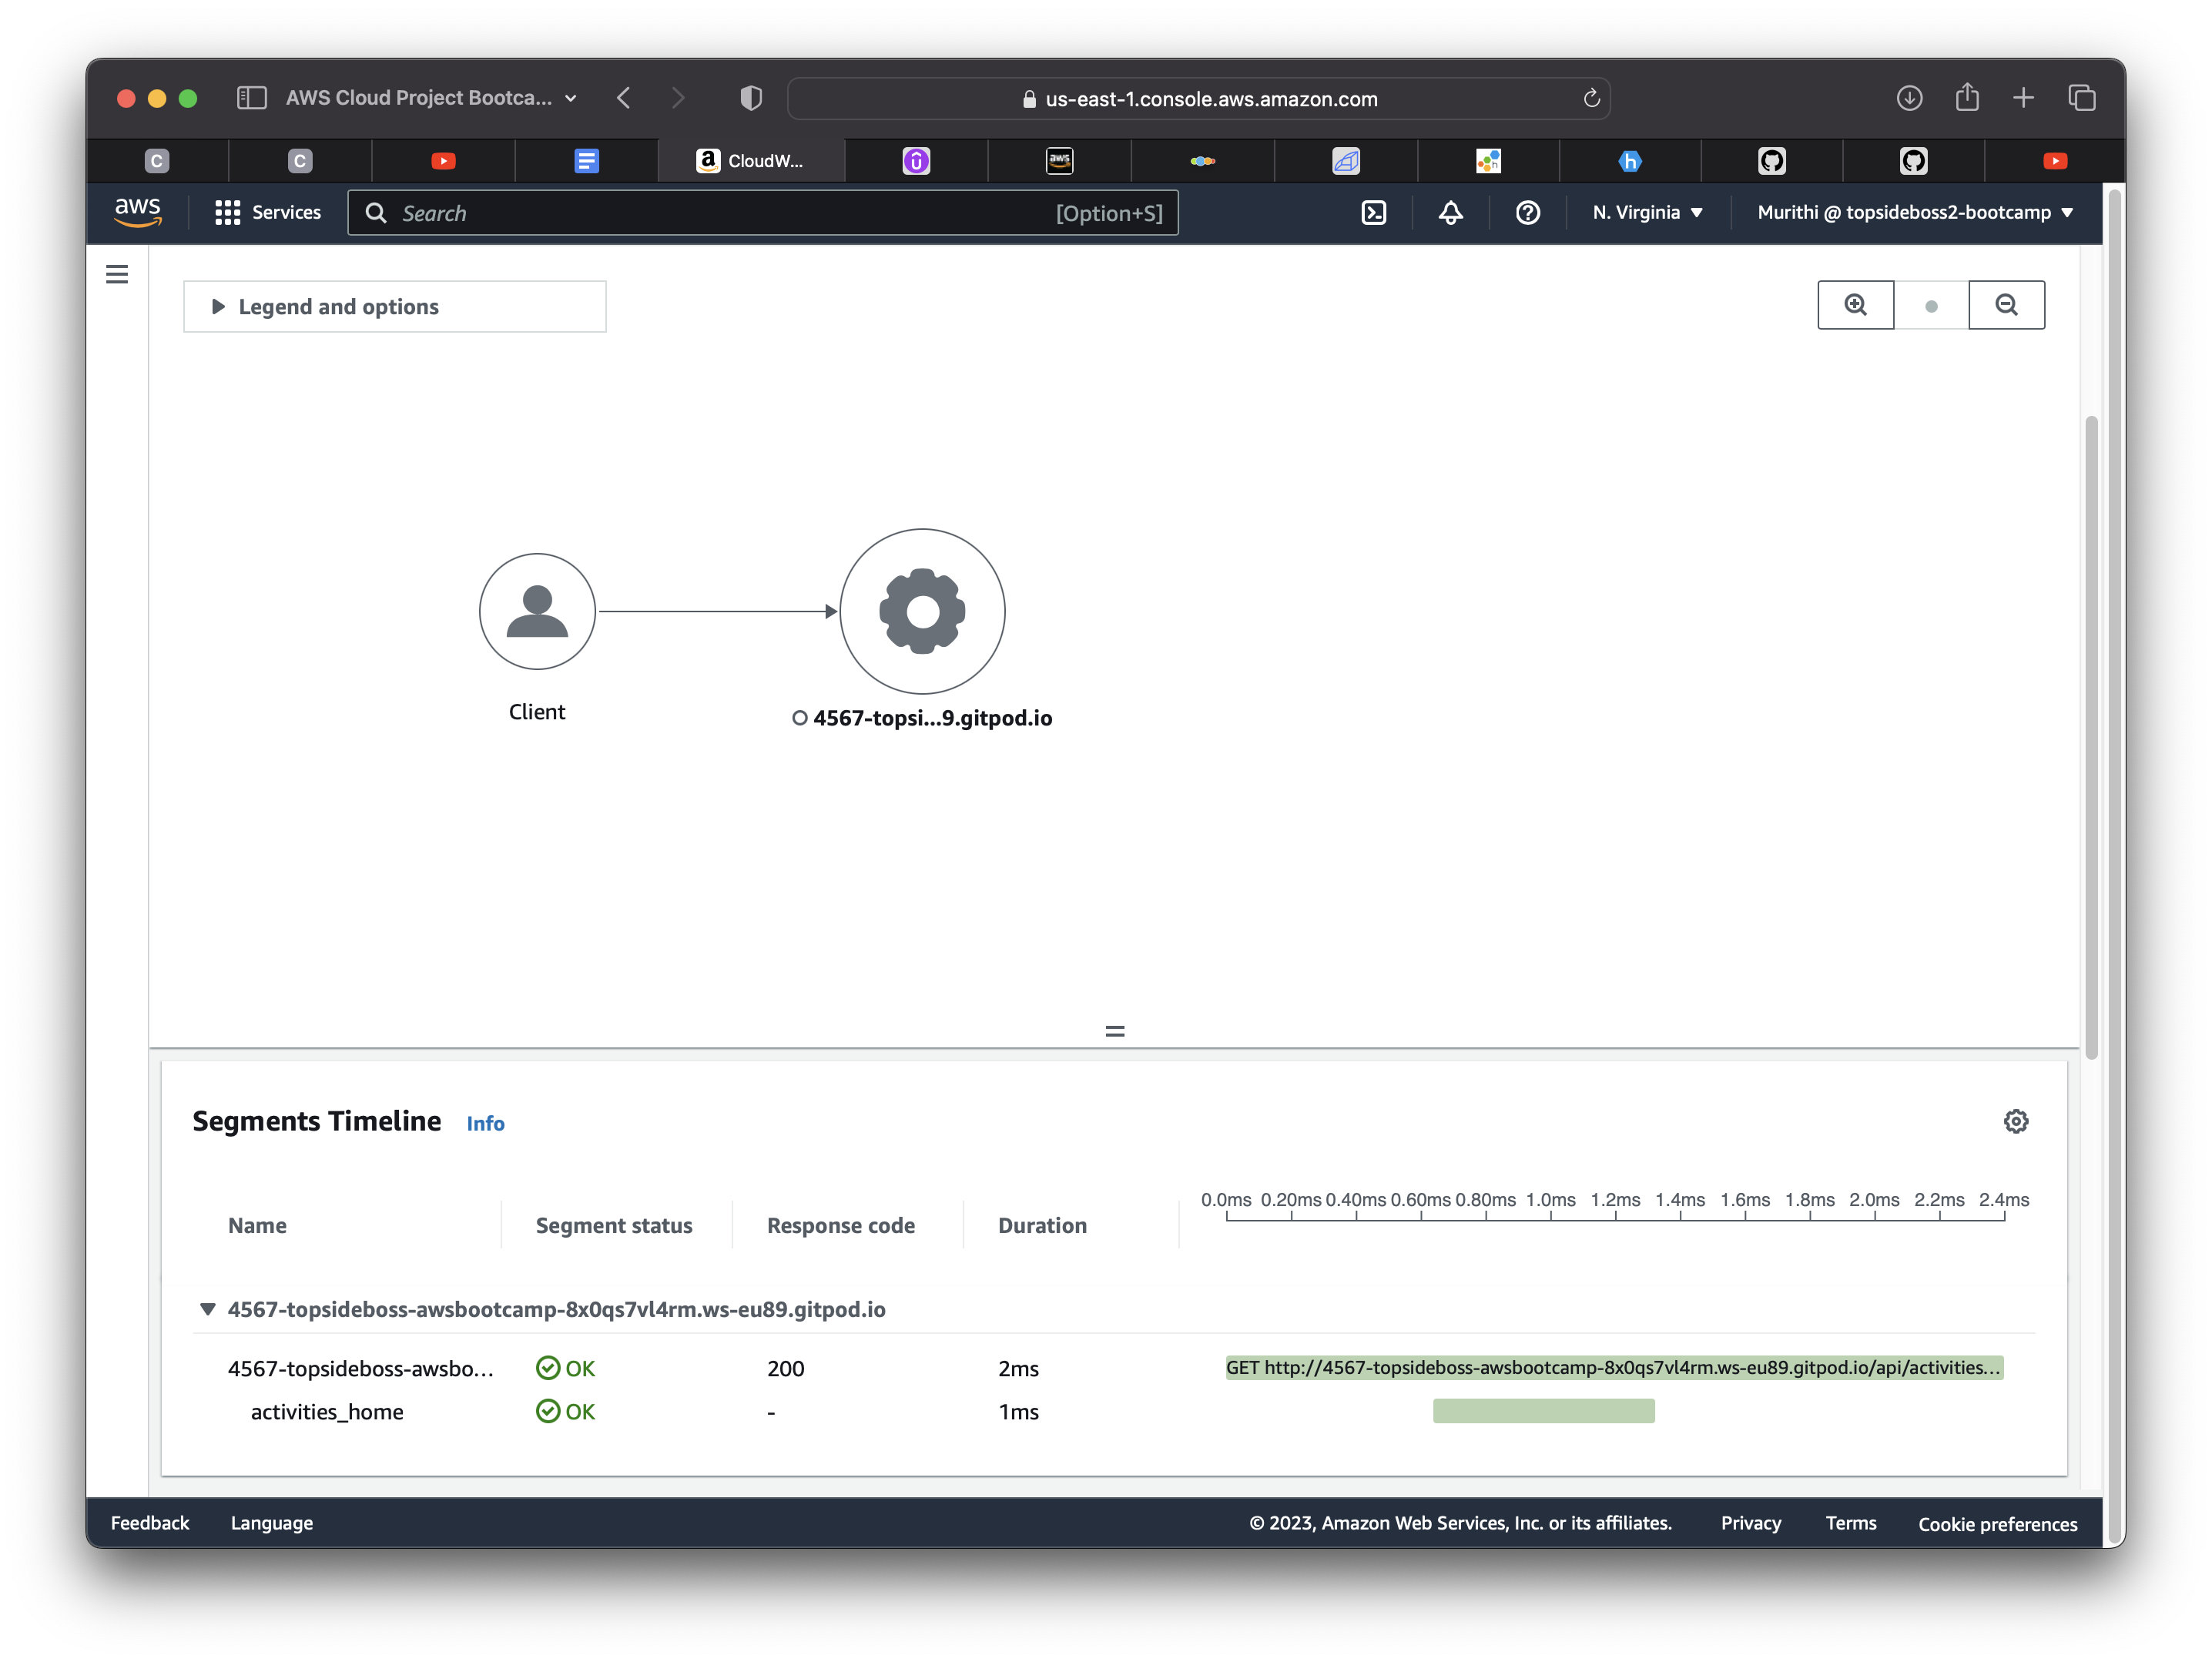 AWS Cloud Project Bootca...
us-east-1.console.aws.amazon.com
C
C
a CloudW...
û
aws
h
h
aws
Services
Search
[Option+S]
N. Virginia
Murithi @ topsideboss2-bootcamp
Legend and options
Client
4567-topsi...9.gitpod.io
Segments Timeline
Info
0.0ms 0.20ms 0.40ms 0.60ms 0.80ms 1.0ms 1.2ms 1.4ms 1.6ms 1.8ms 2.0ms 2.2ms 2.4ms
Name
Segment status
Response code
Duration
4567-topsideboss-awsbootcamp-8x0qs7vl4rm.ws-eu89.gitpod.io
4567-topsideboss-awsbo... OK 200 2ms GET http://4567-topsideboss-awsbootcamp-8x0qs7vl4rm.ws-eu89.gitpod.io/api/activities...
activities_home OK - 1ms
Feedback
Language
© 2023, Amazon Web Services, Inc. or its affiliates.
Privacy
Terms
Cookie preferences